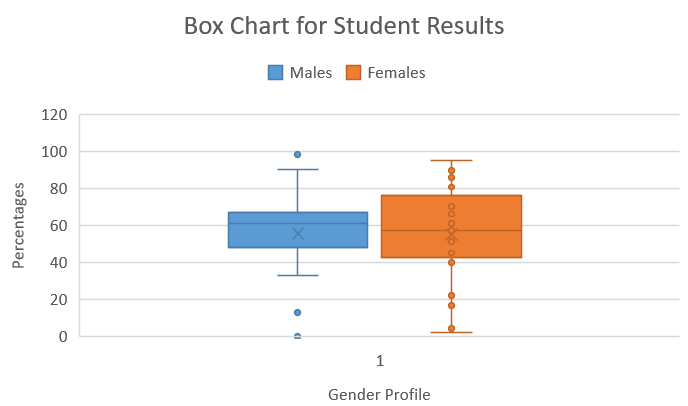 Box Chart for Student Results
Males Females
120
100
80
60
40
20
0
Percentages
1
Gender Profile